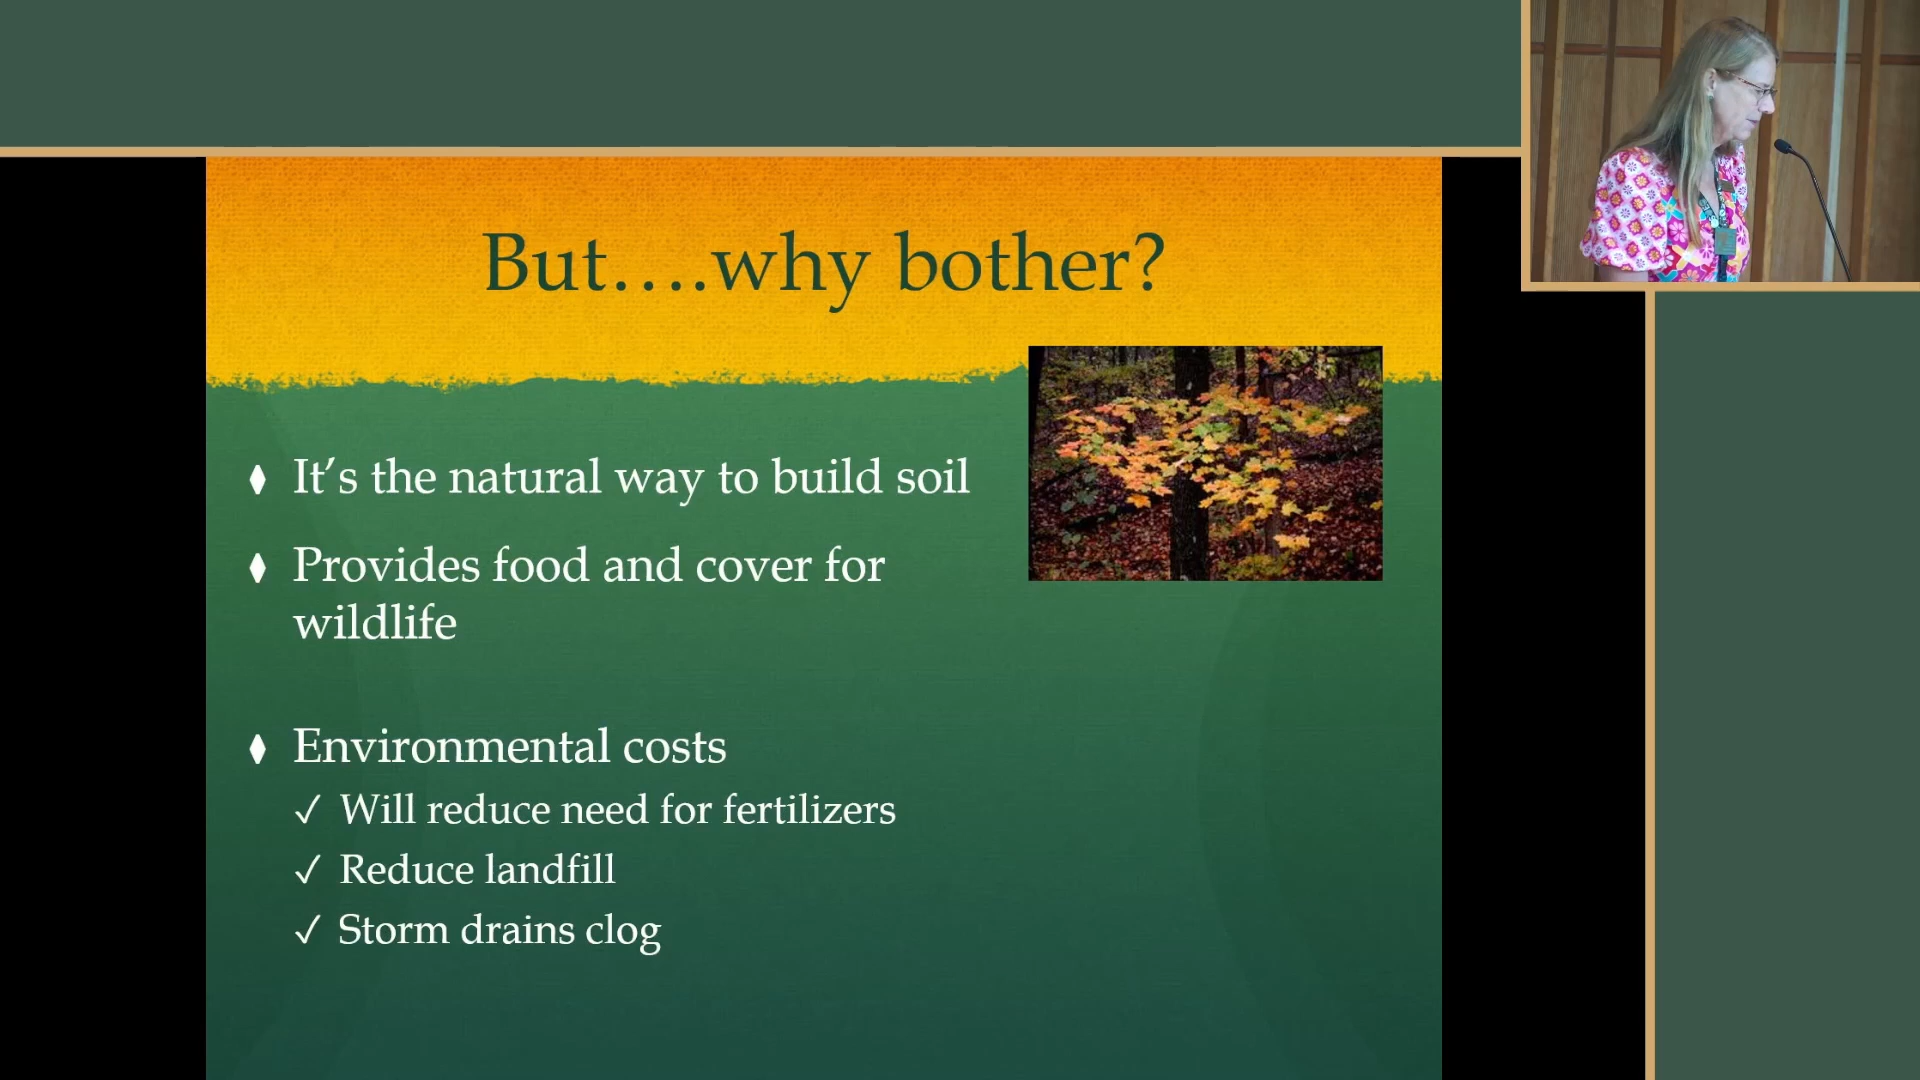 But….why bother?
It's the natural way to build soil
Provides food and cover for
wildlife
Environmental costs
Will reduce need for fertilizers
Reduce landfill
Storm drains clog